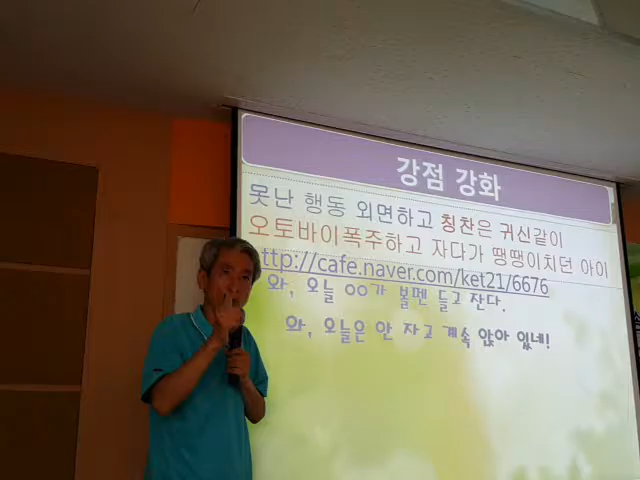 강점 강화
못난 행동 외면하고 칭찬은 귀신같이
오토바이폭주하고 자다가 땡땡이치던 아이
ttp://cafe.naver.com/ket21/6676
와, 오늘 OO가 볼펜 들고 잔다.
와, 오늘은 안 자고 계속 앉아 있네!